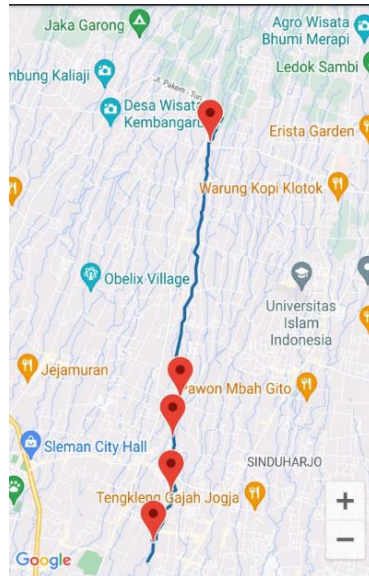 Jaka Garong
Agro Wisata
Bhumi Merapi
Ledok Sambi
mbung Kaliaji
Jl. Pakem - Turi
Desa Wisata
Kembangaru
Erista Garden
Warung Kopi Klotok
Obelix Village
Universitas
Islam
Indonesia
Jejamuran
Pawon Mbah Gito
Sleman City Hall
SINDUHARJO
Tengkleng Gajah Jogja
+
−
Google